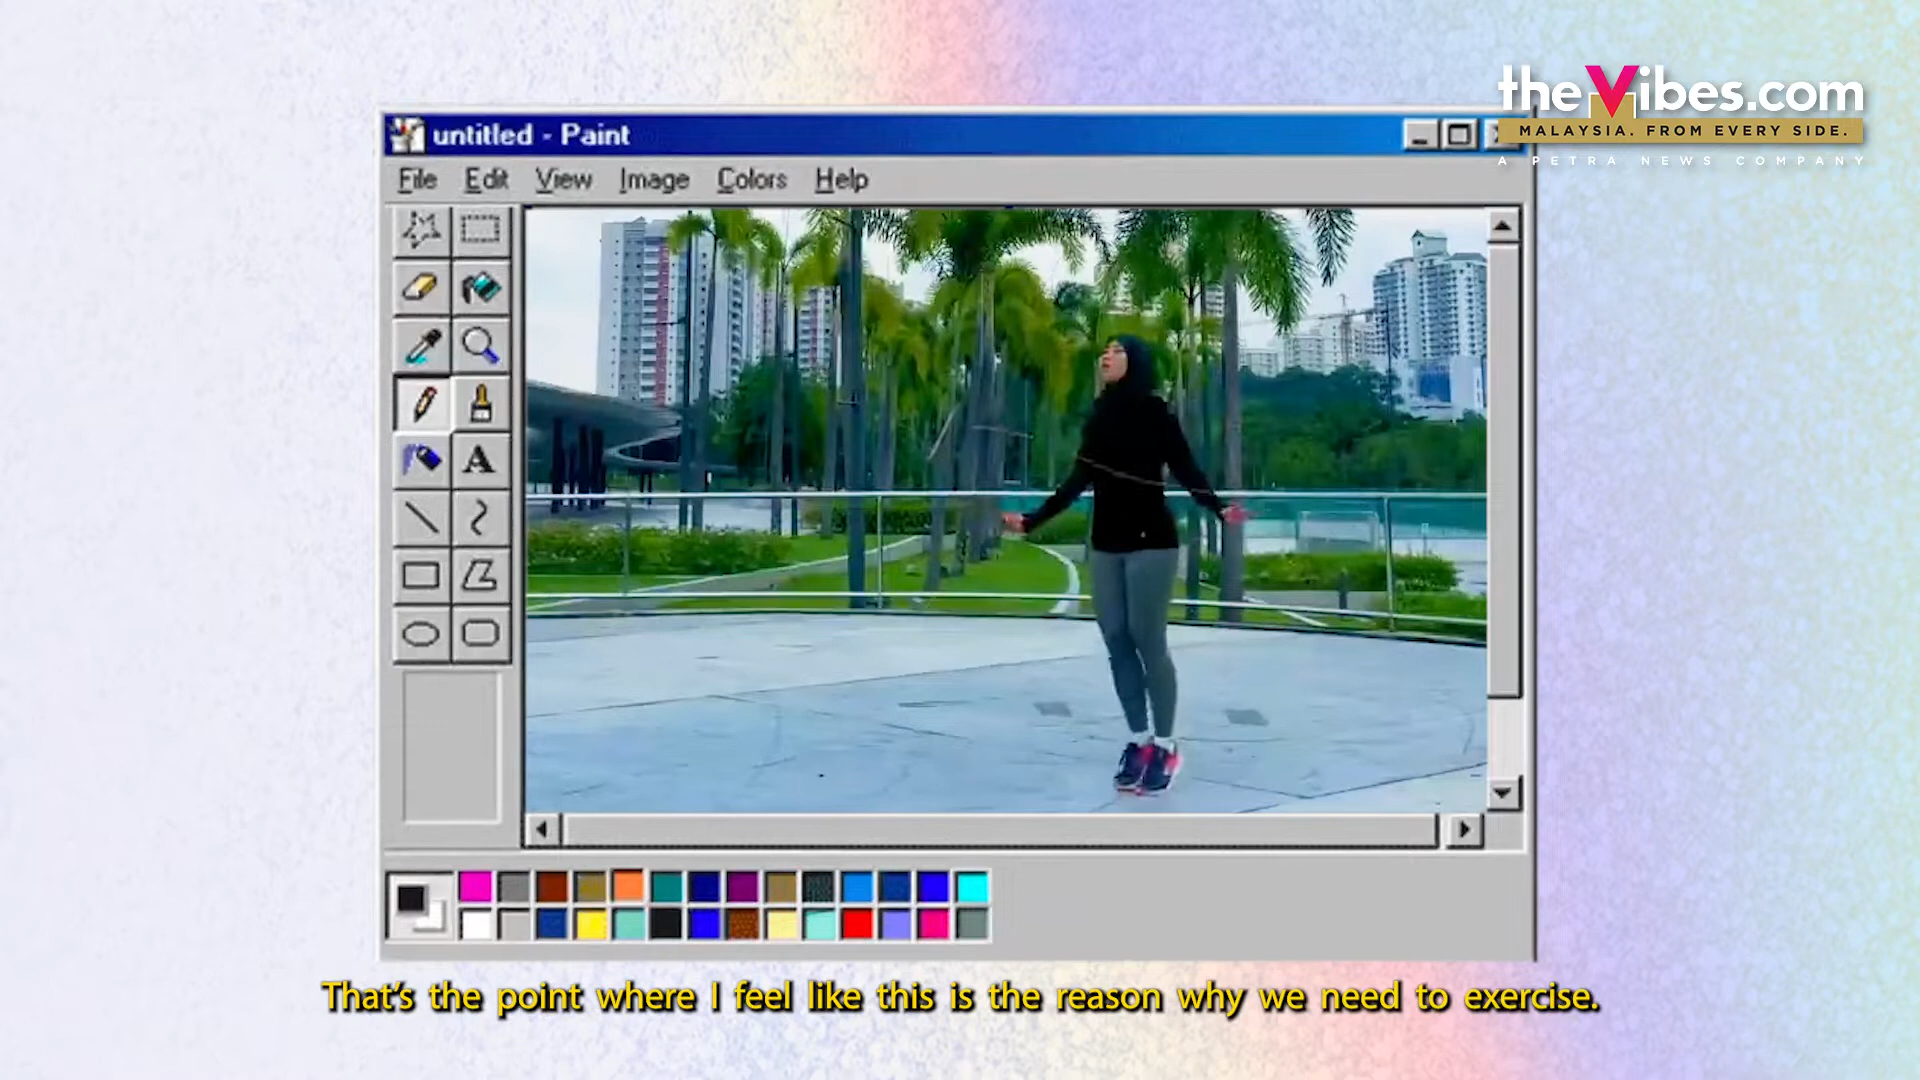 theVibes.com
MALAYSIA. FROM EVERY SIDE.
A PETRA NEWS COMPANY
untitled - Paint
File Edit View Image Colors Help
A
That's the point where I feel like this is the reason why we need to exercise.